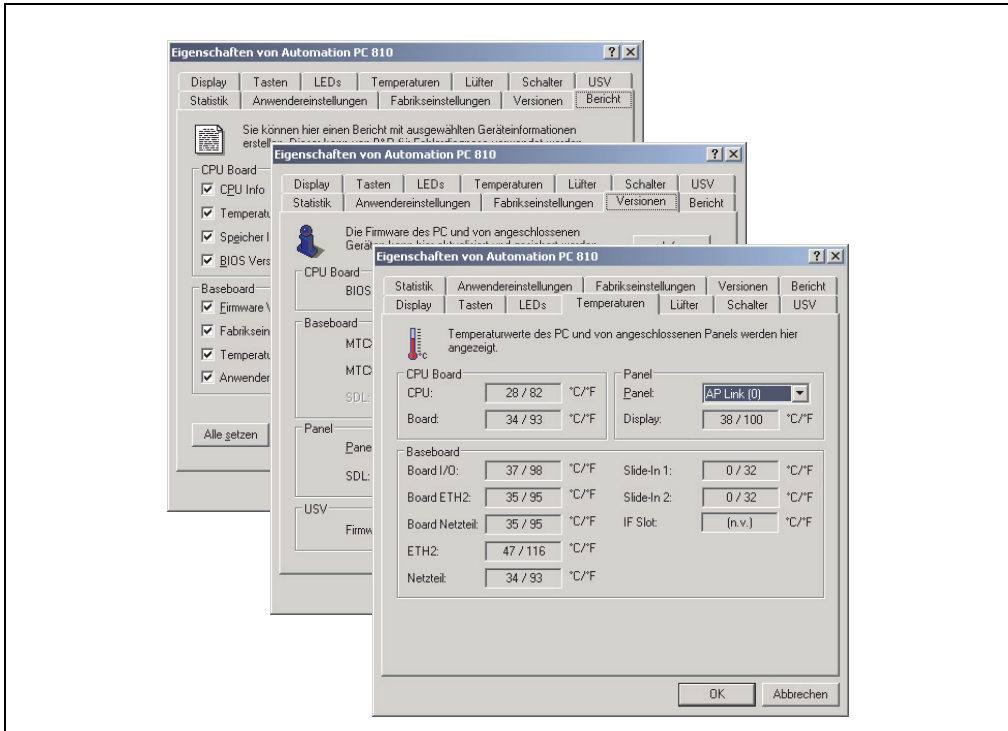 Eigenschaften von Automation PC 810
Display Tasten LEDs Temperaturen Lüfter Schalter USV
Statistik Anwendereinstellungen Fabrikseinstellungen Versionen Bericht
Sie können hier einen Bericht mit ausgewählten Geräteinformationen
CPU Board
CPU Info
Baseboard
Alle setzen
Eigenschaften von Automation PC 810
Display Tasten LEDs Temperaturen Lüfter Schalter USV
Statistik Anwendereinstellungen Fabrikseinstellungen Versionen Bericht
Die Firmware des PC und von angeschlossenen
CPU Board
BIOS
Baseboard
SDL:
Panel
SDL:
USV
Eigenschaften von Automation PC 810
Statistik Anwendereinstellungen Fabrikseinstellungen Versionen Bericht
Display Tasten LEDs Temperaturen Lüfter Schalter USV
Temperaturwerte des PC und von angeschlossenen Panels werden hier
angezeigt.
CPU Board
CPU: 28 / 82 °C/°F
Board: 34 / 93 °C/°F
Panel
Panel: AP Link (0)
Display: 38 / 100 °C/°F
Baseboard
Board I/O: 37 / 98 °C/°F
Board ETH2: 35 / 95 °C/°F
Board Netzteil: 35 / 95 °C/°F
ETH2: 47 / 116 °C/°F
Netzteil: 34 / 93 °C/°F
Slide-In 1: 0 / 32 °C/°F
Slide-In 2: 0 / 32 °C/°F
IF Slot: (n.v.) °C/°F
OK Abbrechen